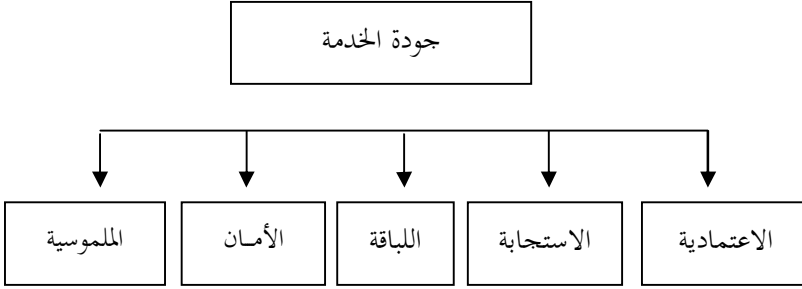 جودة الخدمة
الاعتمادية
الاستجابة
اللباقة
الأمـان
الملموسية